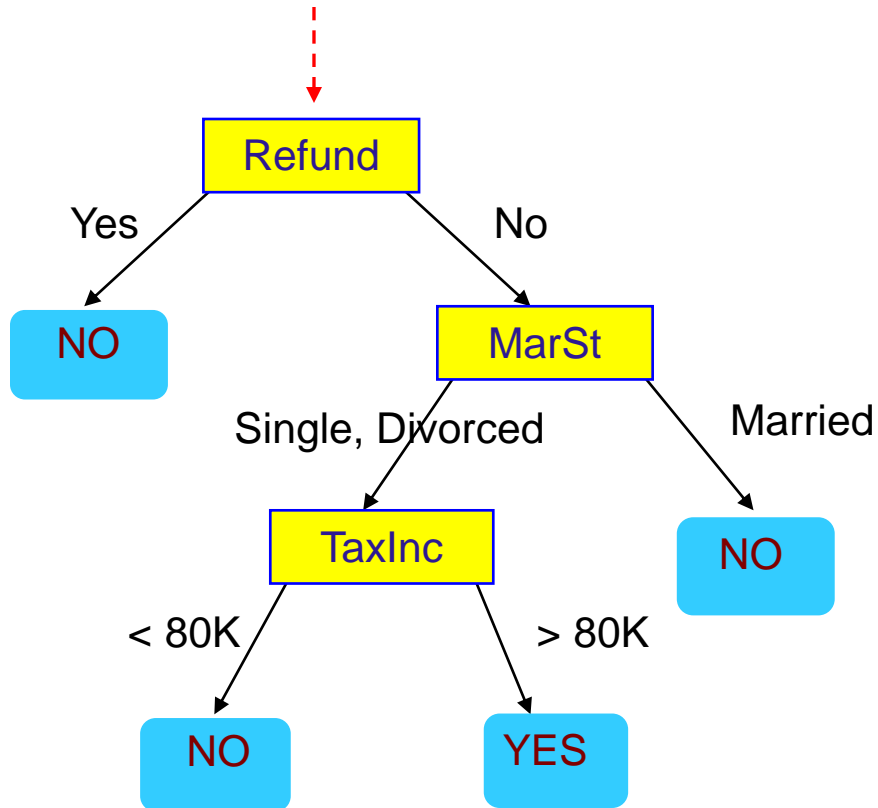 Refund
Yes
No
NO
MarSt
Single, Divorced
Married
TaxInc
NO
< 80K
> 80K
NO
YES